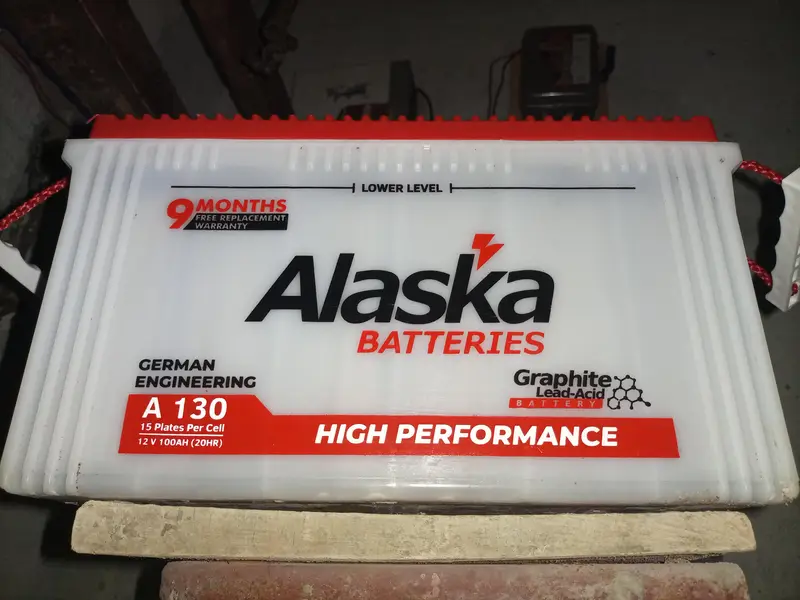 LOWER LEVEL
9 MONTHS
FREE REPLACEMENT
WARRANTY
Alaska
BATTERIES
GERMAN
ENGINEERING
Graphite
Lead-Acid
BATTERY
A 130
15 Plates Per Cell
12 V 100AH (20HR)
HIGH PERFORMANCE